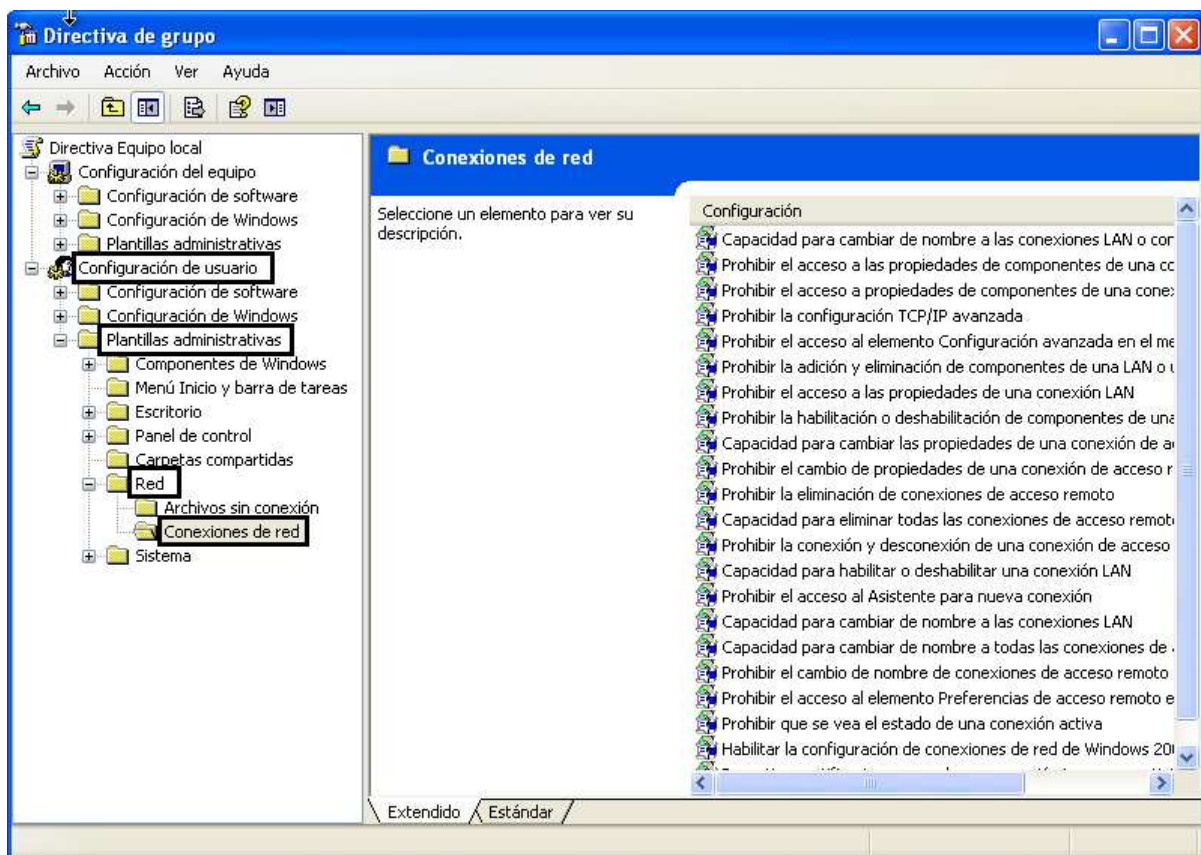 Directiva de grupo
Archivo Acción Ver Ayuda
Directiva Equipo local
Configuración del equipo
Configuración de software
Configuración de Windows
Plantillas administrativas
Configuración de usuario
Configuración de software
Configuración de Windows
Plantillas administrativas
Componentes de Windows
Menú Inicio y barra de tareas
Escritorio
Panel de control
Carpetas compartidas
Red
Archivos sin conexión
Conexiones de red
Sistema
Conexiones de red
Seleccione un elemento para ver su
descripción.
Configuración
Capacidad para cambiar de nombre a las conexiones LAN o
Prohibir el acceso a las propiedades de componentes de una
Prohibir el acceso a propiedades de componentes de una
Prohibir la configuración TCP/IP avanzada
Prohibir el acceso al elemento Configuración avanzada en el
Prohibir la adición y eliminación de componentes de una LAN o
Prohibir el acceso a las propiedades de una conexión LAN
Prohibir la habilitación o deshabilitación de componentes de una
Capacidad para cambiar las propiedades de una conexión de
Prohibir el cambio de propiedades de una conexión de acceso
Prohibir la eliminación de conexiones de acceso remoto
Capacidad para eliminar todas las conexiones de acceso
Prohibir la conexión y desconexión de una conexión de acceso
Capacidad para habilitar o deshabilitar una conexión LAN
Prohibir el acceso al Asistente para nueva conexión
Capacidad para cambiar de nombre a las conexiones LAN
Capacidad para cambiar de nombre a todas las conexiones de
Prohibir el cambio de nombre de conexiones de acceso remoto
Prohibir el acceso al elemento Preferencias de acceso remoto
Prohibir que se vea el estado de una conexión activa
Habilitar la configuración de conexiones de red de Windows
Extendido Estándar